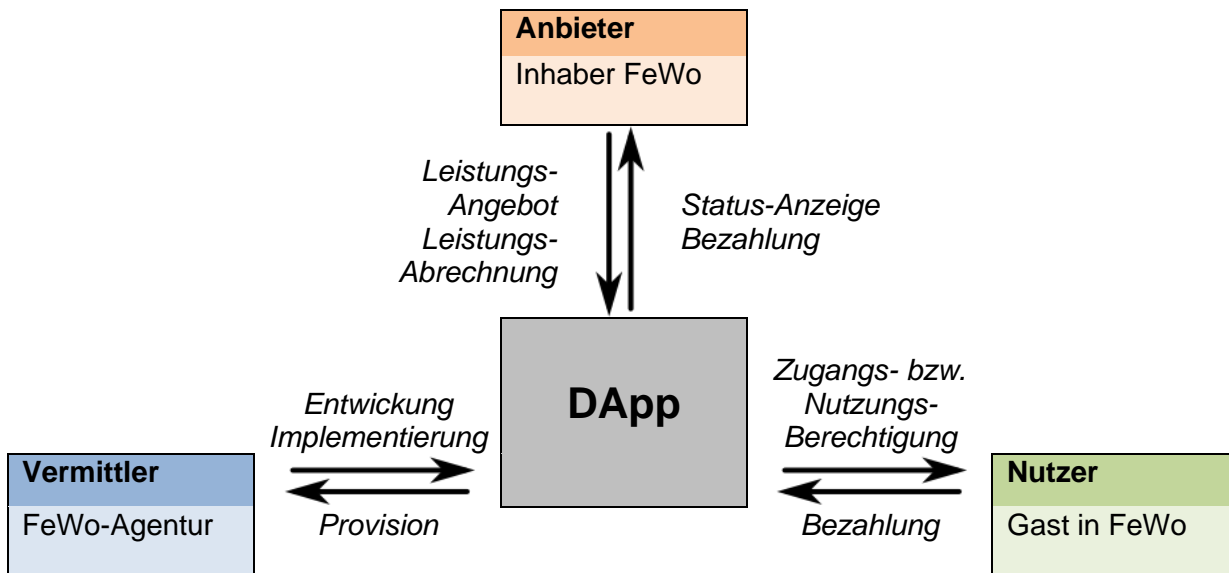 Anbieter
Inhaber FeWo
Leistungs-
Angebot
Leistungs-
Abrechnung
Status-Anzeige
Bezahlung
DApp
Entwickung
Implementierung
Provision
Zugangs- bzw.
Nutzungs-
Berechtigung
Bezahlung
Vermittler
FeWo-Agentur
Nutzer
Gast in FeWo